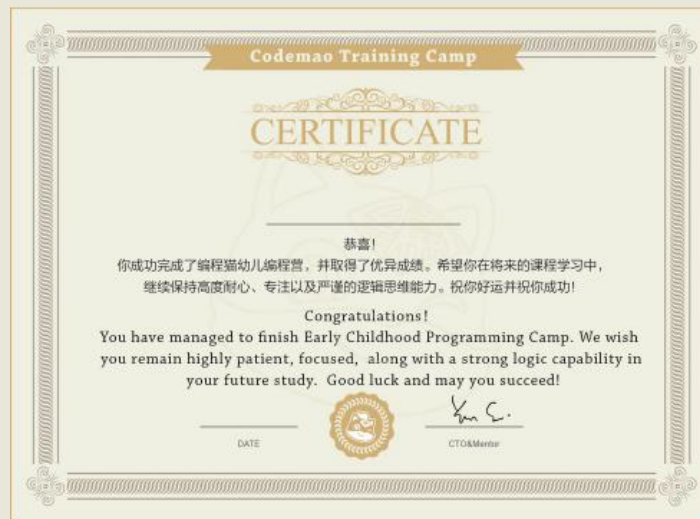 Codemao Training Camp
CERTIFICATE
恭喜!
你成功完成了编程猫幼儿编程营，并取得了优异成绩。希望你在将来的课程学习中，
继续保持高度耐心、专注以及严谨的逻辑思维能力。祝你好运并祝你成功!
Congratulations!
You have managed to finish Early Childhood Programming Camp. We wish
you remain highly patient, focused, along with a strong logic capability in
your future study. Good luck and may you succeed!
DATE
CTO&Mentor